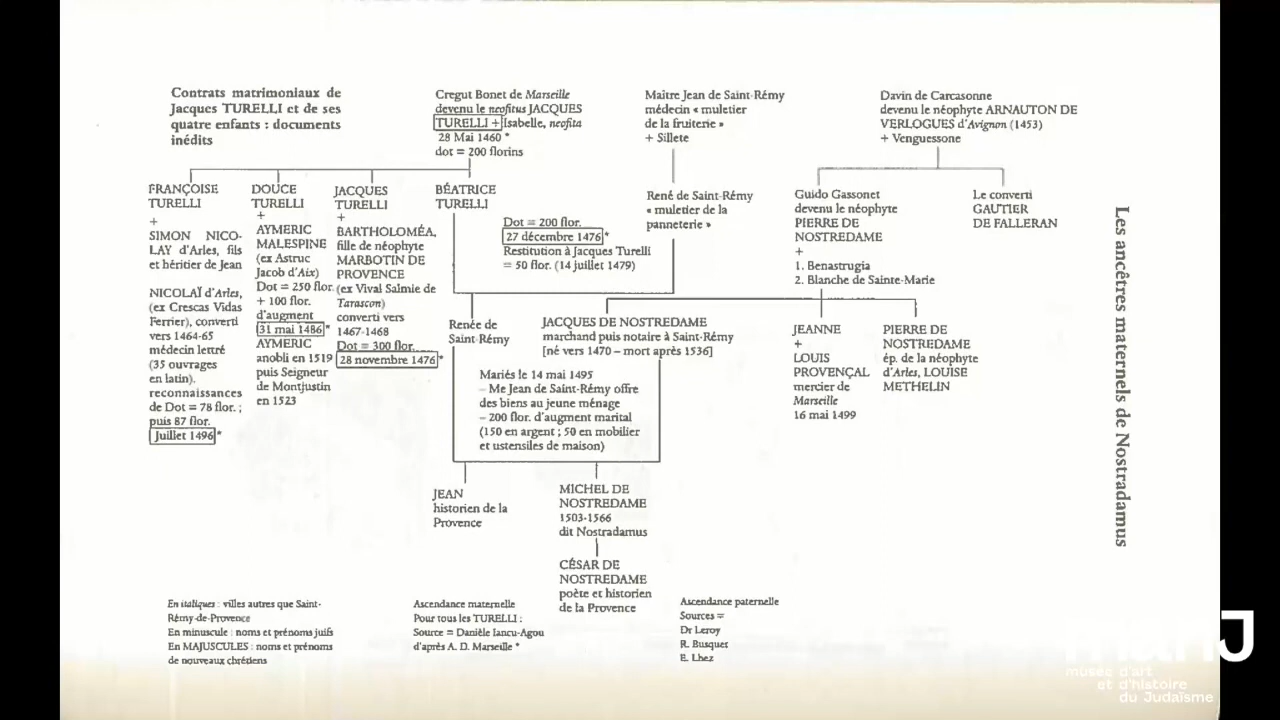 Contrats matrimoniaux de
Jacques TURELLI et de ses
quatre enfants : documents
inédits
Cregut Bonet de Marseille
devenu le neofitus JACQUES
TURELLI + Isabelle, neofita
28 Mai 1460 *
dot = 200 florins
Maître Jean de Saint-Rémy
médecin « muletier
de la fruiterie »
+ Sillete
Davin de Carcasonne
devenu le néophyte ARNAUTON DE
VERLOGUES d'Avignon (1453)
+ Venguessone
FRANÇOISE
TURELLI
+
SIMON NICO-
LAY d'Arles, fils
et héritier de Jean
NICOLAÏ d'Arles,
(ex Crescas Vidas
Ferrier), converti
vers 1464-65
médecin lettré
(35 ouvrages
en latin).
reconnaissances
de Dot = 78 flor. ;
puis 87 flor.
Juillet 1496 *
DOUCE
TURELLI
+
AYMERIC
MALESPINE
(ex Astruc
Jacob d'Aix)
Dot = 250 flor.
+ 100 flor.
d'augment
31 mai 1486 *
AYMERIC
anobli en 1519
puis Seigneur
de Montjustin
en 1523
JACQUES
TURELLI
+
BARTHOLOMÉA,
fille de néophyte
MARBOTIN DE
PROVENCE
(ex Vival Salmie de
Tarascon)
converti vers
1467-1468
Dot = 300 flor.
28 novembre 1476 *
BÉATRICE
TURELLI
Dot = 200 flor.
27 décembre 1476 *
Restitution à Jacques Turelli
= 50 flor. (14 juillet 1479)
René de Saint-Rémy
« muletier de la
panneterie »
Guido Gassonet
devenu le néophyte
PIERRE DE
NOSTREDAME
+
1. Benastrugia
2. Blanche de Sainte-Marie
Le converti
GAUTIER
DE FALLERAN
Renée de
Saint-Rémy
JACQUES DE NOSTREDAME
marchand puis notaire à Saint-Rémy
[né vers 1470 – mort après 1536]
JEANNE
+
LOUIS
PROVENÇAL
mercier de
Marseille
16 mai 1499
PIERRE DE
NOSTREDAME
ép. de la néophyte
d'Arles, LOUISE
METHELIN
Mariés le 14 mai 1495
– Me Jean de Saint-Rémy offre
des biens au jeune ménage
– 200 flor. d'augment marital
(150 en argent ; 50 en mobilier
et ustensiles de maison)
JEAN
historien de la
Provence
MICHEL DE
NOSTREDAME
1503-1566
dit Nostradamus
CÉSAR DE
NOSTREDAME
poète et historien
de la Provence
Les ancêtres maternels de Nostradamus
En italiques : villes autres que Saint-
Rémy-de-Provence
En minuscule : noms et prénoms juifs
En MAJUSCULES : noms et prénoms
de nouveaux chrétiens
Ascendance maternelle
Pour tous les TURELLI :
Source = Danièle Iancu-Agou
d'après A. D. Marseille *
Ascendance paternelle
Sources =
Dr Leroy
R. Busquet
E. Lhez
musée d'art
et d'histoire
du Judaïsme